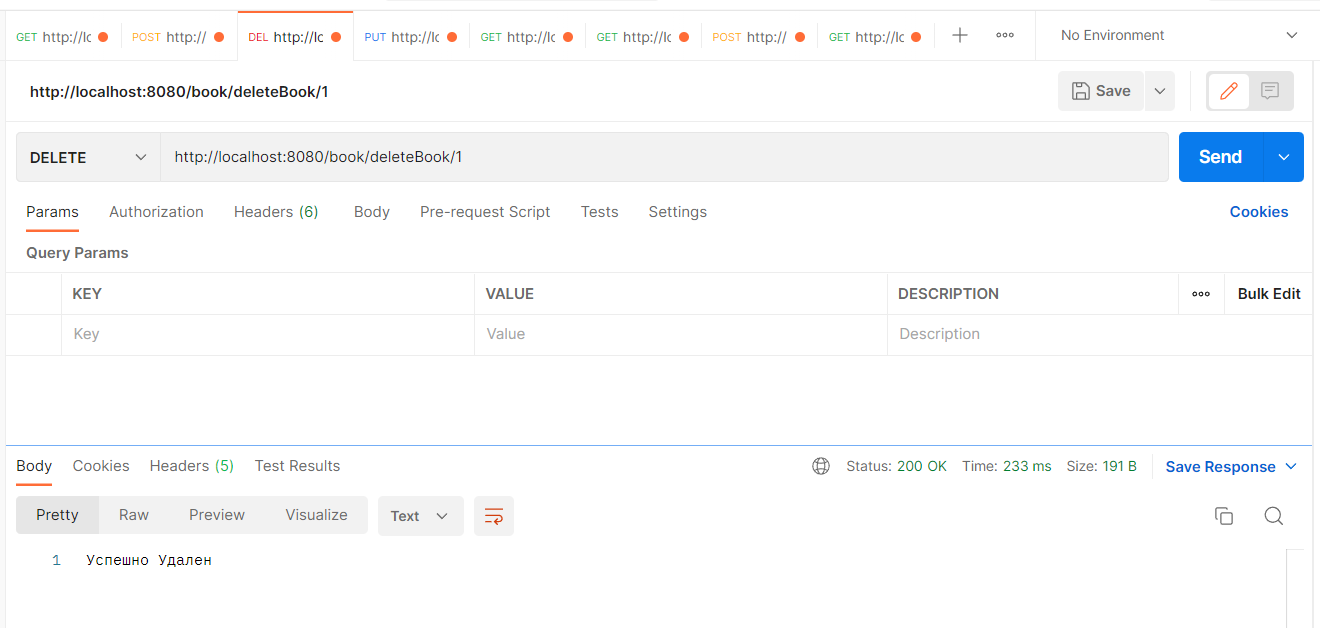 GET http://lc POST http:// DEL http://lc PUT http://lc GET http://lc GET http://lc POST http:// GET http://lc No Environment
http://localhost:8080/book/deleteBook/1 Save
DELETE http://localhost:8080/book/deleteBook/1 Send
Params Authorization Headers (6) Body Pre-request Script Tests Settings Cookies
Query Params
KEY VALUE DESCRIPTION Bulk Edit
Key Value Description
Body Cookies Headers (5) Test Results Status: 200 OK Time: 233 ms Size: 191 B Save Response
Pretty Raw Preview Visualize Text
1 Успешно Удален